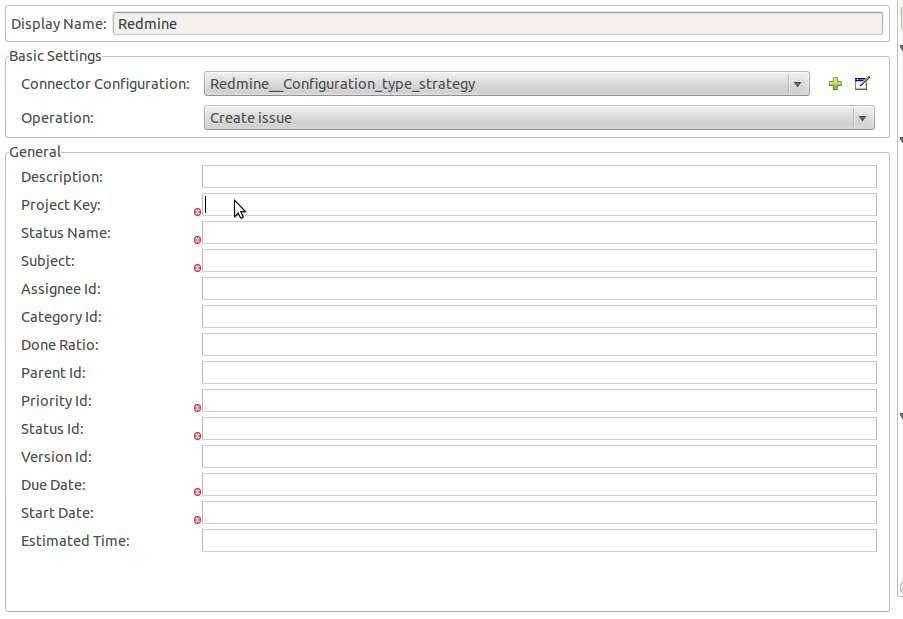 Display Name: Redmine
Basic Settings
Connector Configuration: Redmine__Configuration_type_strategy
Operation: Create issue
General
Description:
Project Key:
Status Name:
Subject:
Assignee Id:
Category Id:
Done Ratio:
Parent Id:
Priority Id:
Status Id:
Version Id:
Due Date:
Start Date:
Estimated Time: